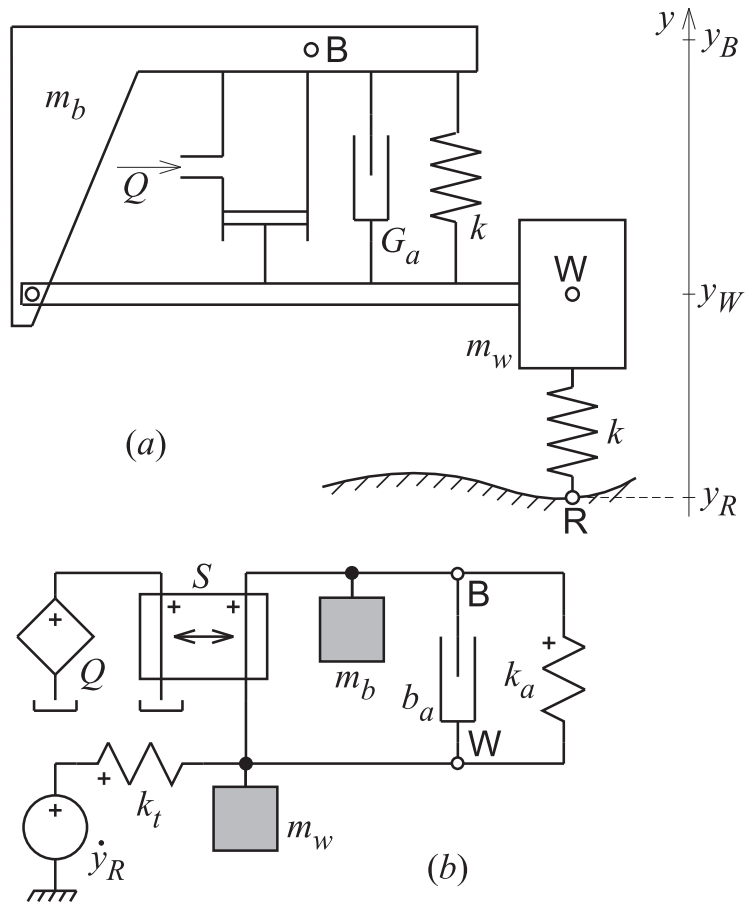 y y_B
B
m_b
Q
G_a
k
W
y_W
m_w
k
(a)
y_R
R
S
+ +
+
B
Q
m_b
b_a
k_a
+
W
+
k_t
+
m_w
ẏ_R
(b)